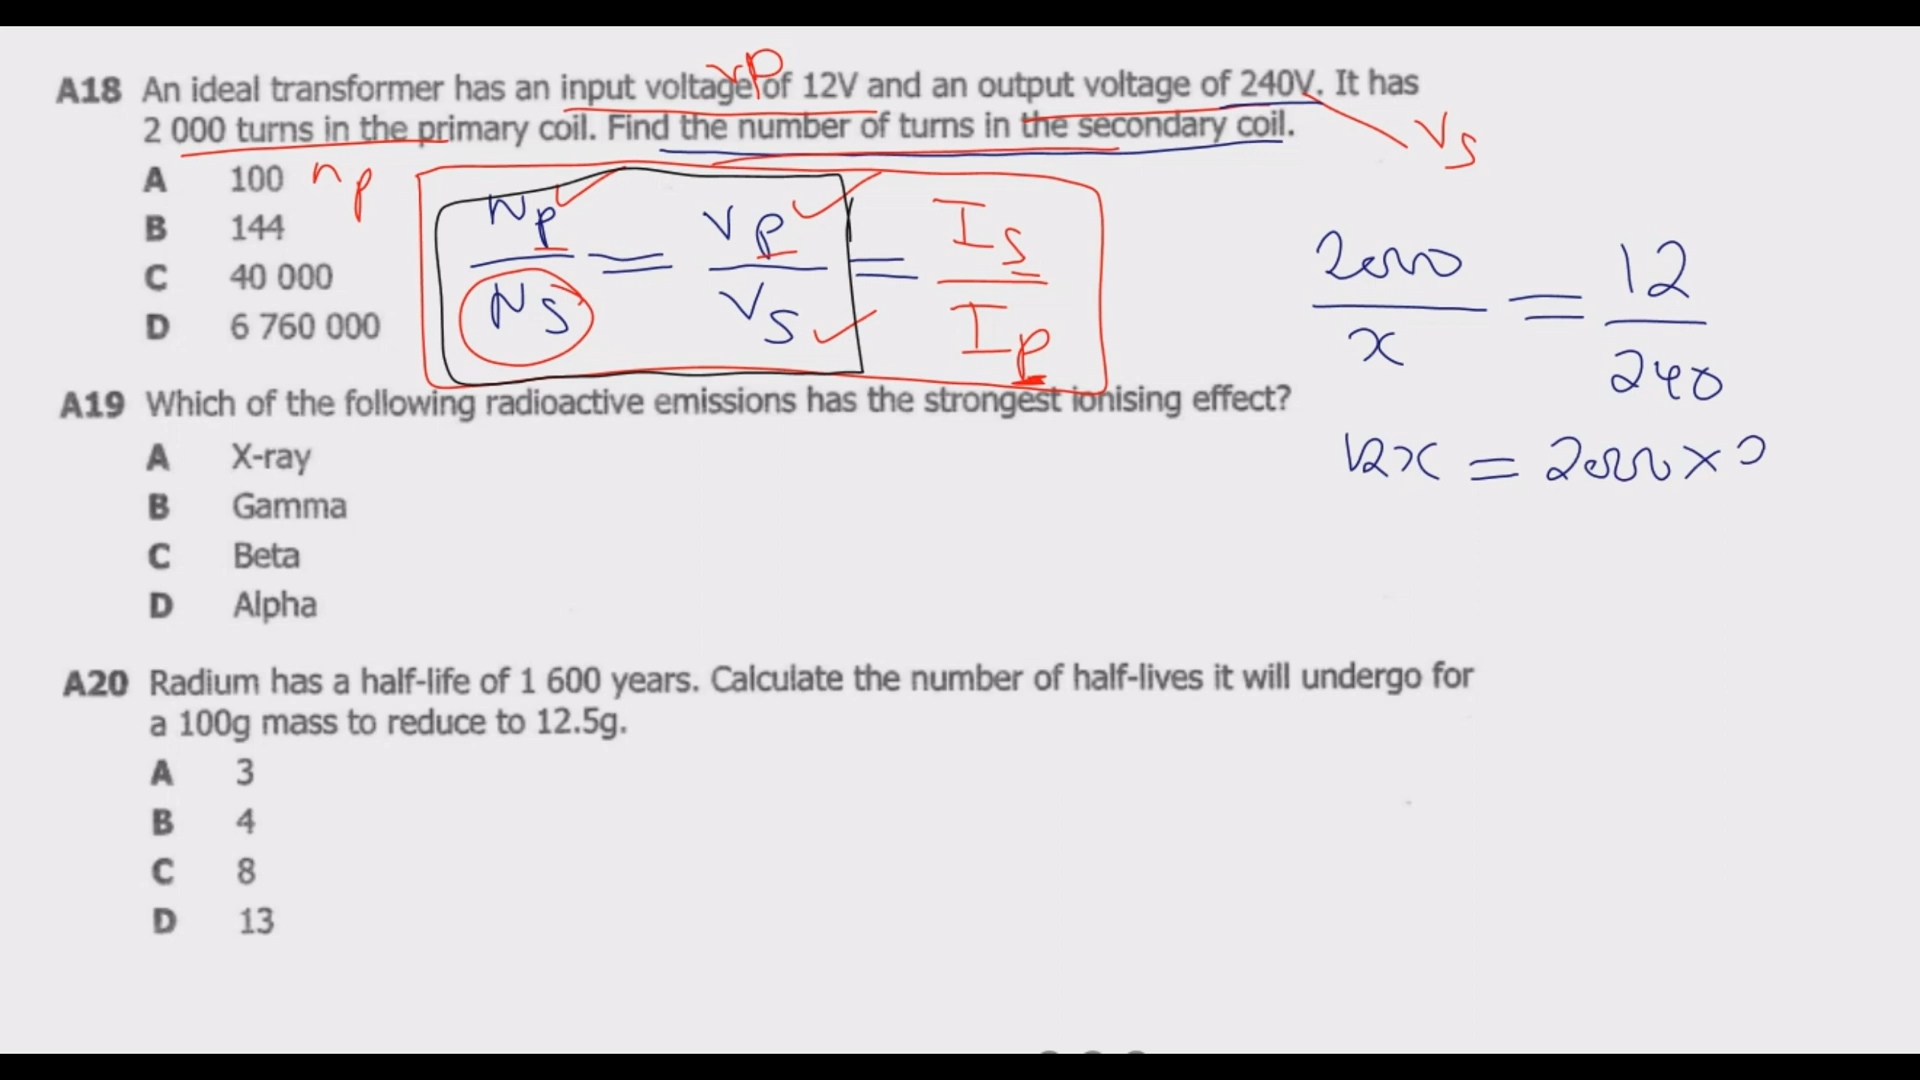 vp
A18 An ideal transformer has an input voltage of 12V and an output voltage of 240V. It has
2 000 turns in the primary coil. Find the number of turns in the secondary coil.
Vs
A 100
np
B 144
C 40 000
D 6 760 000
Np/Ns = Vp/Vs = Is/Ip
2000/x = 12/240
12x = 2000 ×
A19 Which of the following radioactive emissions has the strongest ionising effect?
A X-ray
B Gamma
C Beta
D Alpha
A20 Radium has a half-life of 1 600 years. Calculate the number of half-lives it will undergo for
a 100g mass to reduce to 12.5g.
A 3
B 4
C 8
D 13